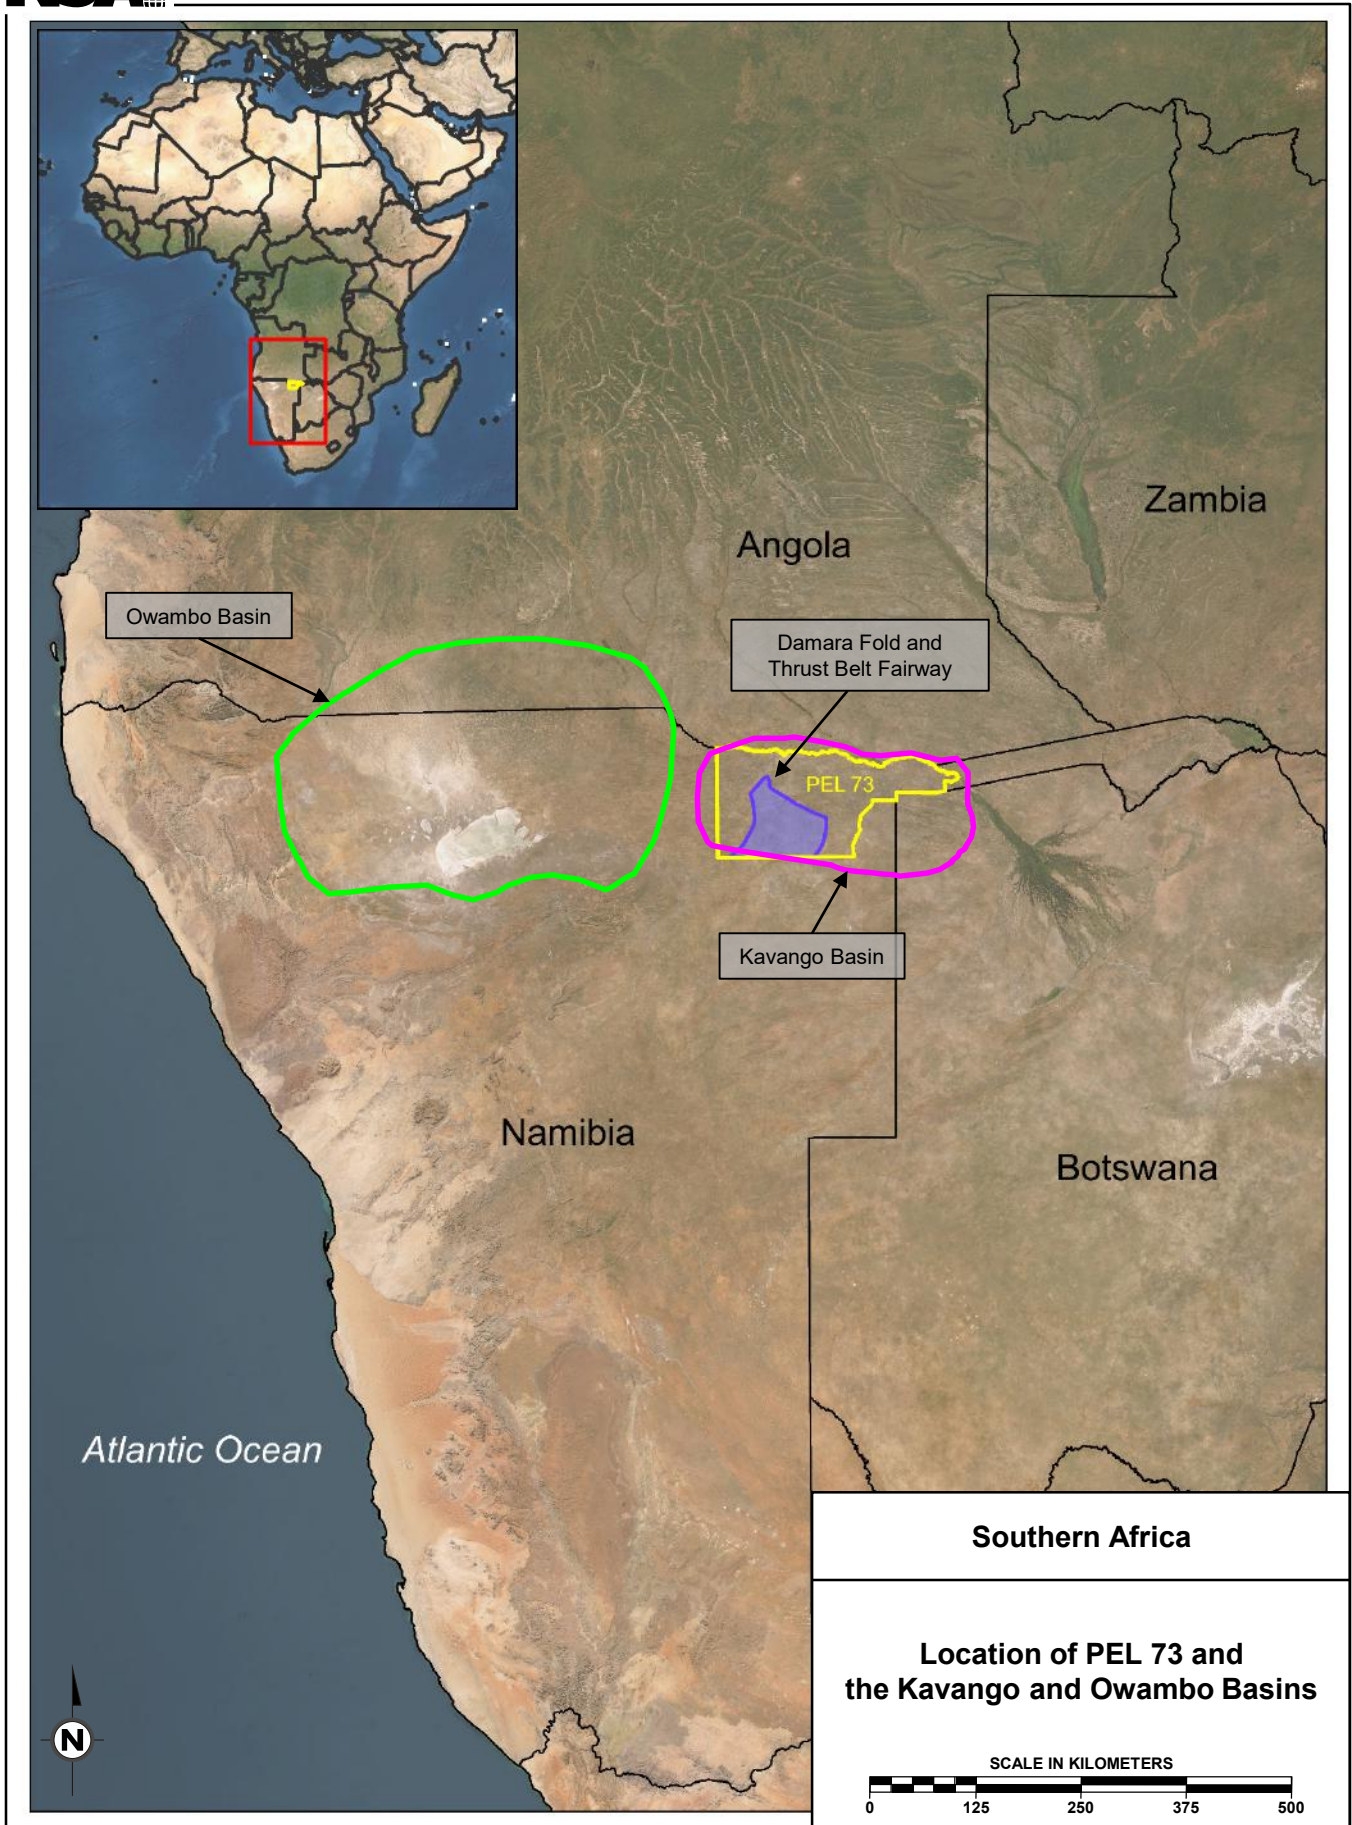 Zambia
Angola
Owambo Basin
Damara Fold and
Thrust Belt Fairway
PEL 73
Kavango Basin
Namibia
Botswana
Atlantic Ocean
Southern Africa
Location of PEL 73 and
the Kavango and Owambo Basins
N
SCALE IN KILOMETERS
0 125 250 375 500